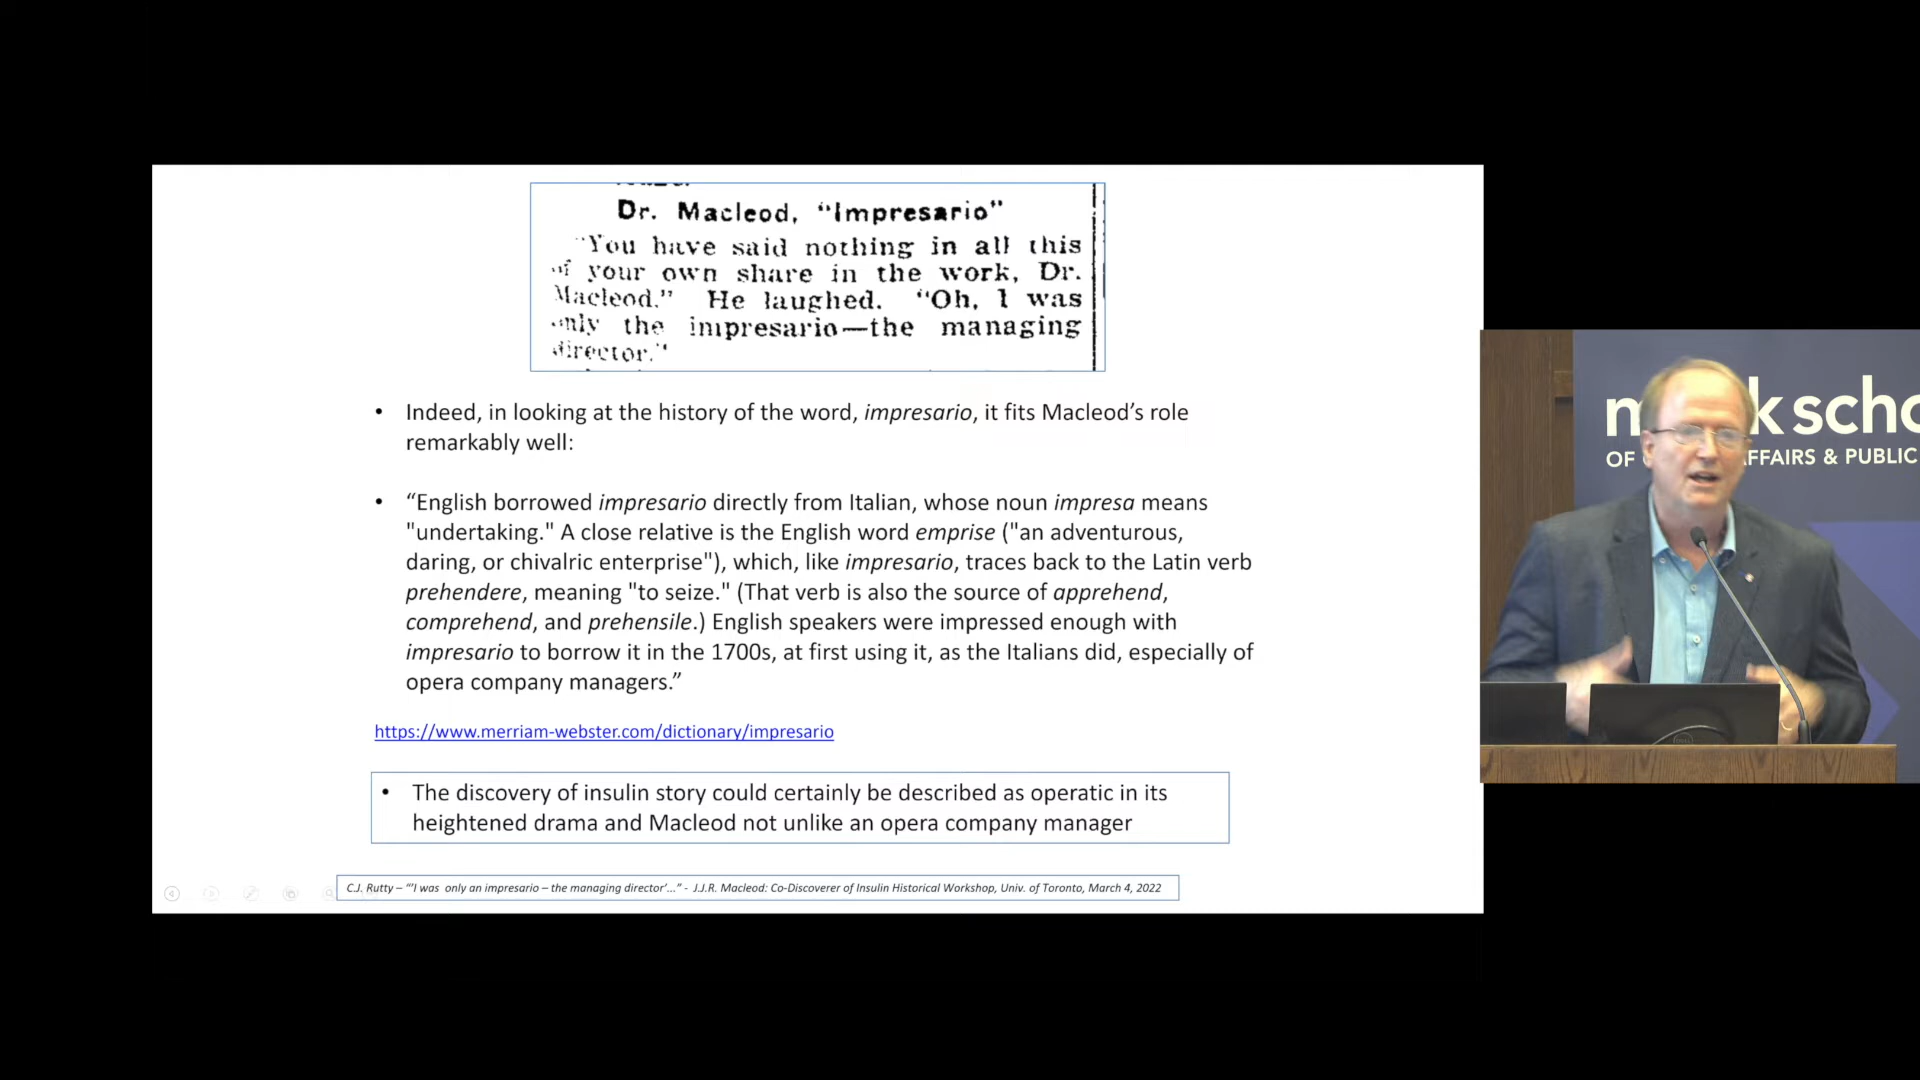 Dr. Macleod, "Impresario"
"You have said nothing in all this
of your own share in the work, Dr.
Macleod." He laughed. "Oh, I was
only the impresario—the managing
director."
• Indeed, in looking at the history of the word, impresario, it fits Macleod’s role
remarkably well:
• “English borrowed impresario directly from Italian, whose noun impresa means
"undertaking." A close relative is the English word emprise ("an adventurous,
daring, or chivalric enterprise"), which, like impresario, traces back to the Latin verb
prehendere, meaning "to seize." (That verb is also the source of apprehend,
comprehend, and prehensile.) English speakers were impressed enough with
impresario to borrow it in the 1700s, at first using it, as the Italians did, especially of
opera company managers.”
https://www.merriam-webster.com/dictionary/impresario
• The discovery of insulin story could certainly be described as operatic in its
heightened drama and Macleod not unlike an opera company manager
C.J. Rutty – “‘I was only an impresario – the managing director’...” - J.J.R. Macleod: Co-Discoverer of Insulin Historical Workshop, Univ. of Toronto, March 4, 2022
m k scho
OF FFAIRS & PUBLIC